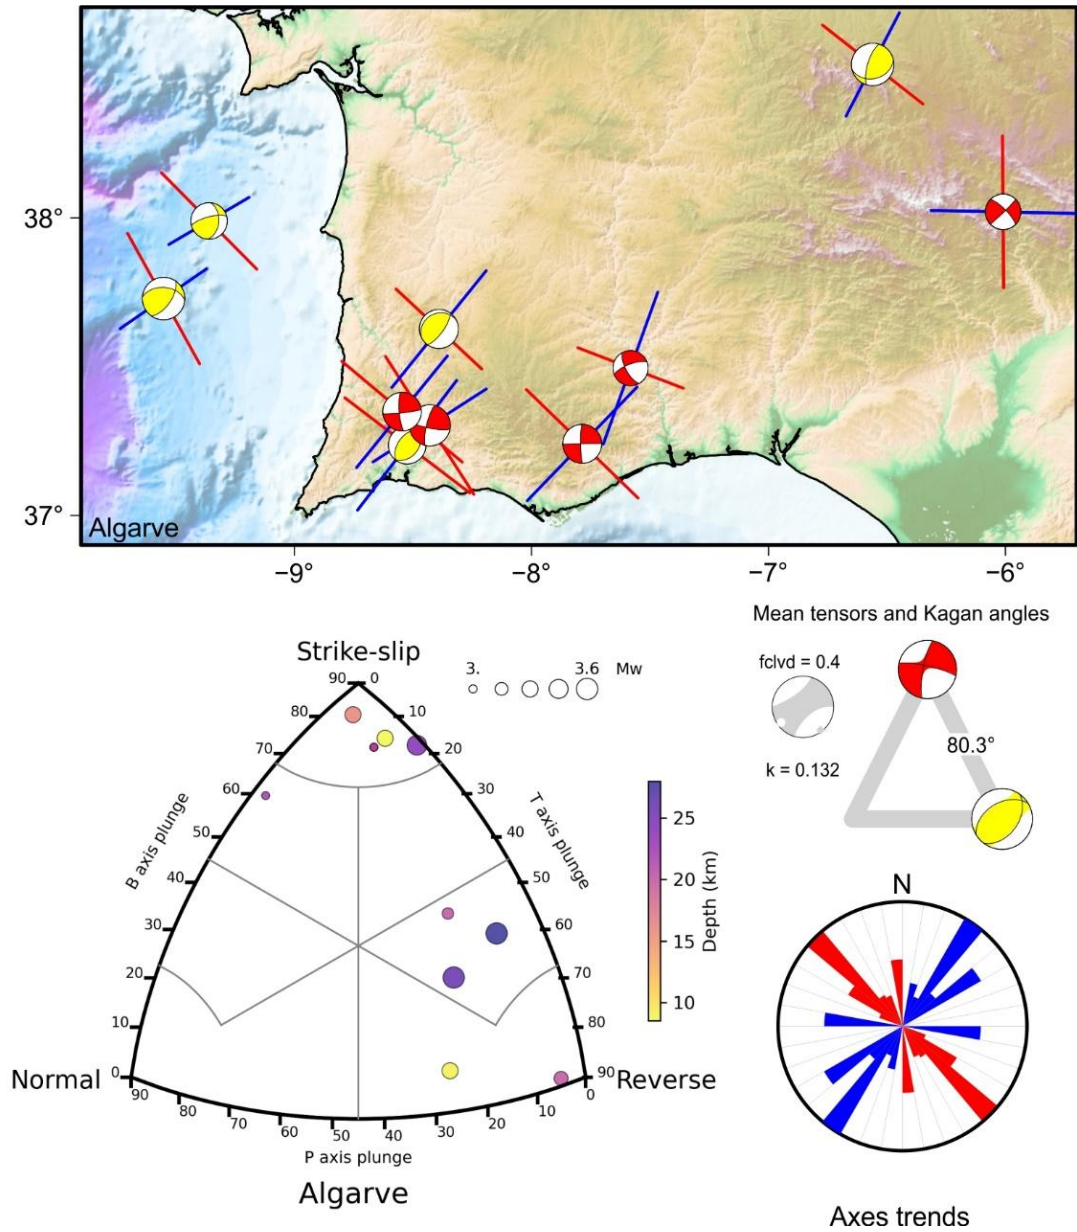 38°
37°
Algarve
−9°
−8°
−7°
−6°
Mean tensors and Kagan angles
fclvd = 0.4
80.3°
k = 0.132
Strike-slip
3.
3.6
Mw
90
0
80
10
70
20
60
30
50
40
40
50
30
60
20
70
10
80
0
90
B axis plunge
T axis plunge
Normal
Reverse
90
80
70
60
50
40
30
20
10
0
P axis plunge
Algarve
25
20
15
10
Depth (km)
N
Axes trends